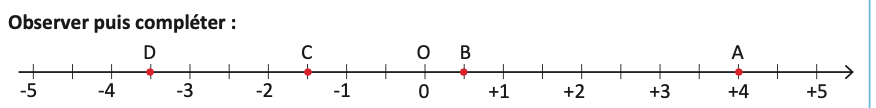 Observer puis compléter :
D C O B A
-5 -4 -3 -2 -1 0 +1 +2 +3 +4 +5